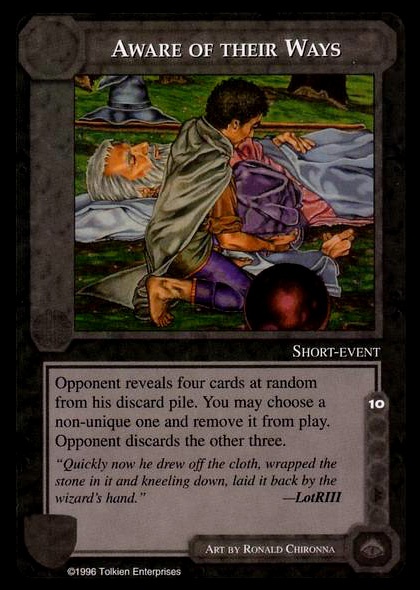 AWARE OF THEIR WAYS
SHORT-EVENT
Opponent reveals four cards at random
from his discard pile. You may choose a
non-unique one and remove it from play.
Opponent discards the other three.
10
“Quickly now he drew off the cloth, wrapped the
stone in it and kneeling down, laid it back by the
wizard’s hand.” —LotRIII
ART BY RONALD CHIRONNA
©1996 Tolkien Enterprises